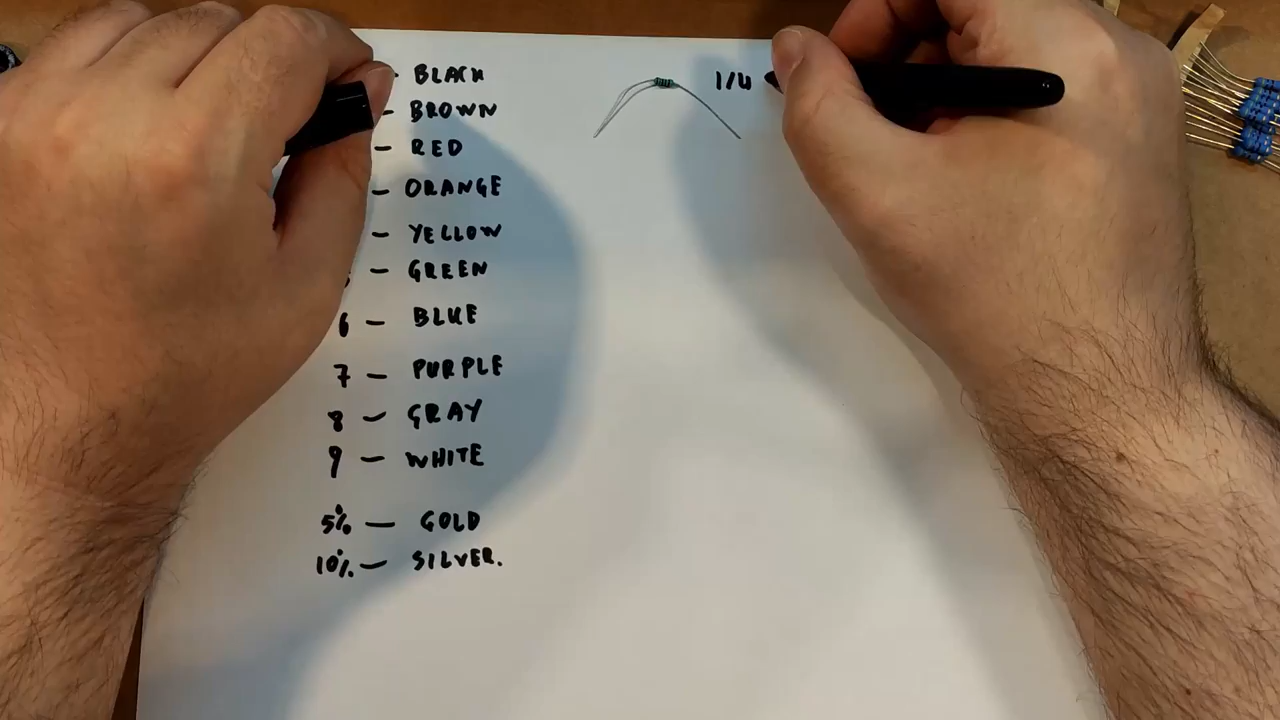 - BLACK
- BROWN
- RED
- ORANGE
- YELLOW
- GREEN
6 - BLUE
7 - PURPLE
8 - GRAY
9 - WHITE
5% - GOLD
10% - SILVER.
1/4